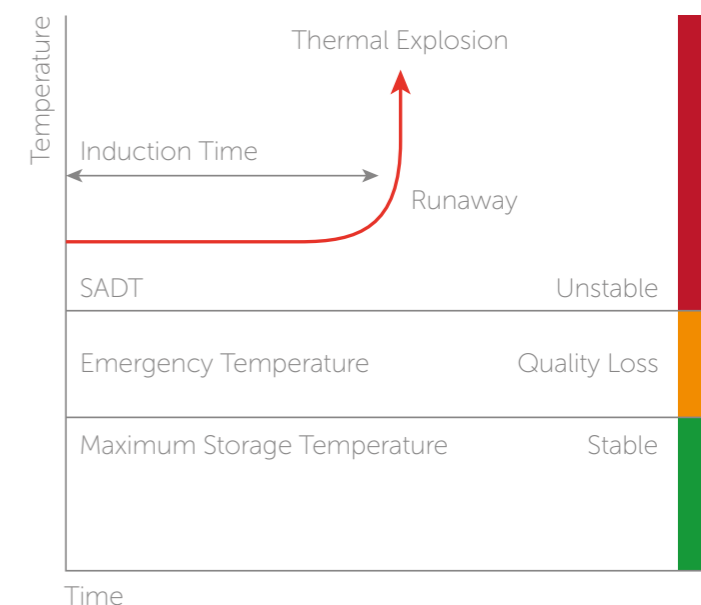 Temperature
Thermal Explosion
Induction Time
Runaway
SADT
Unstable
Emergency Temperature
Quality Loss
Maximum Storage Temperature
Stable
Time